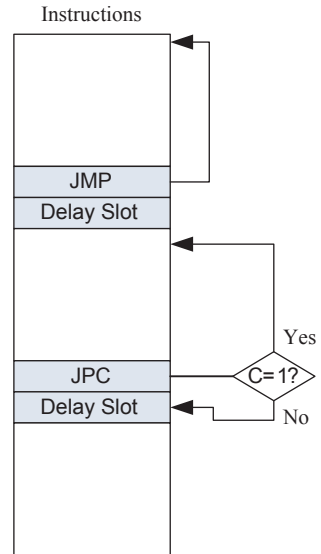 Instructions
JMP
Delay Slot
Yes
JPC
C=1?
Delay Slot
No